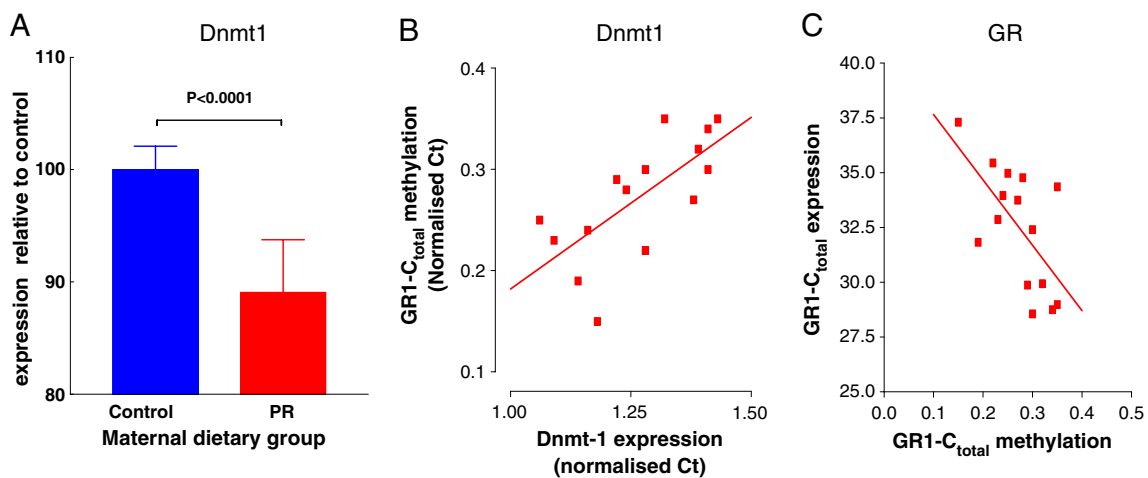 A
Dnmt1
expression relative to control
110
100
90
80
P<0.0001
Control
PR
Maternal dietary group
B
Dnmt1
GR1-Ctotal methylation
(Normalised Ct)
0.4
0.3
0.2
0.1
1.00
1.25
1.50
Dnmt-1 expression
(normalised Ct)
C
GR
GR1-Ctotal expression
40.0
37.5
35.0
32.5
30.0
27.5
25.0
0.0
0.1
0.2
0.3
0.4
0.5
GR1-Ctotal methylation